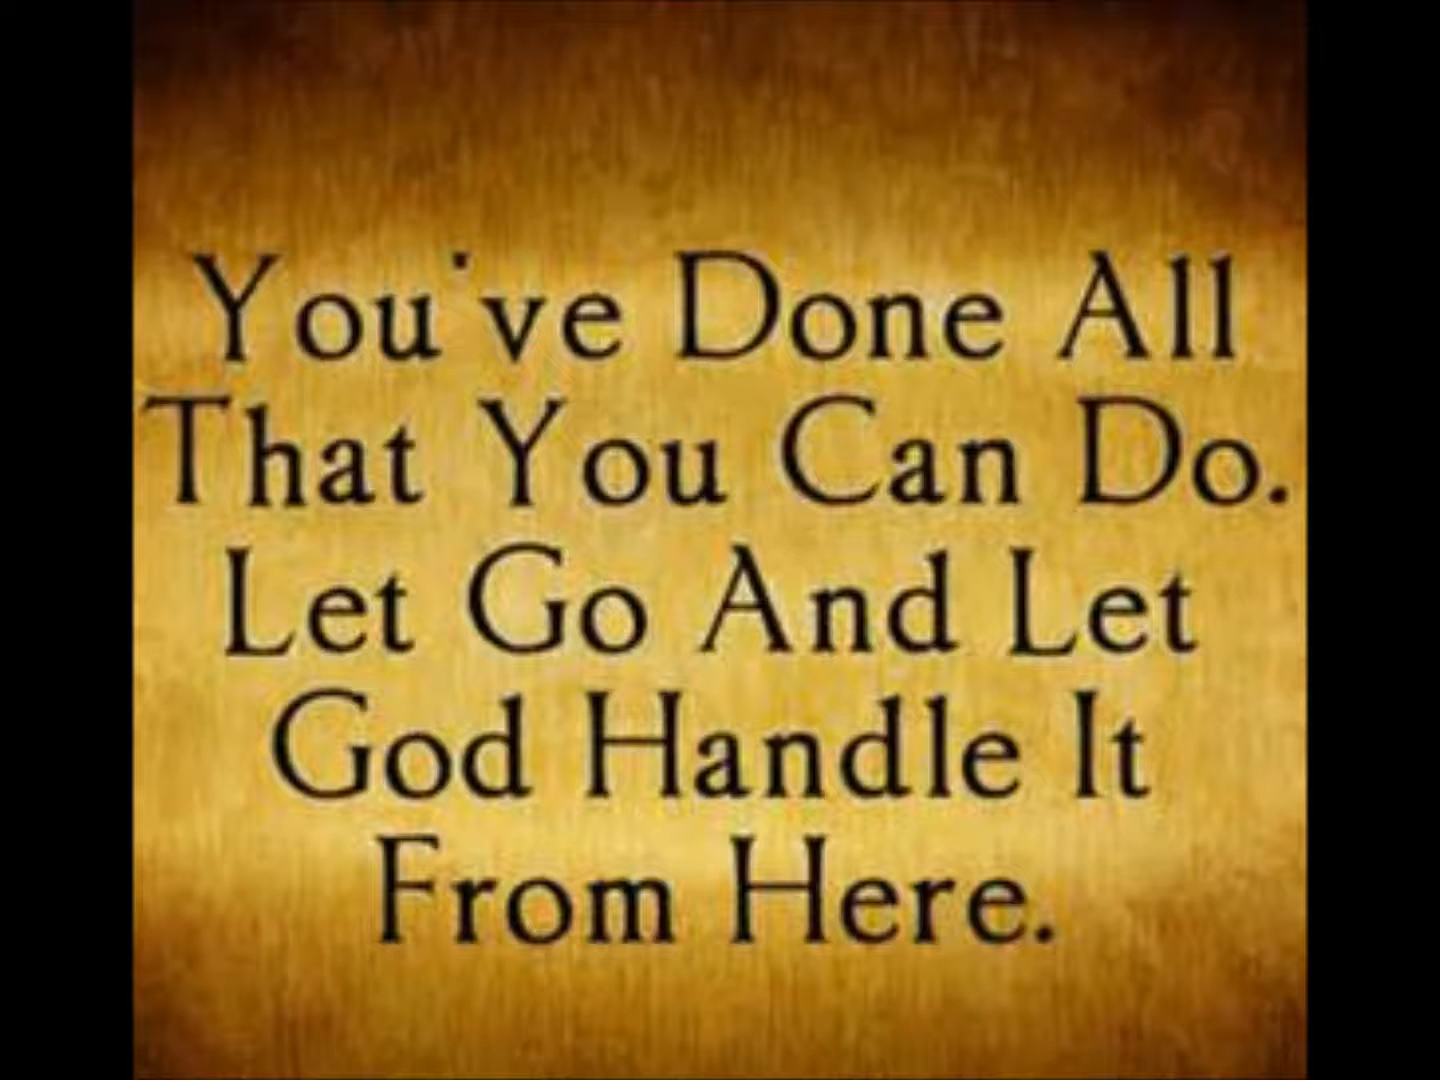 You've Done All
That You Can Do.
Let Go And Let
God Handle It
From Here.